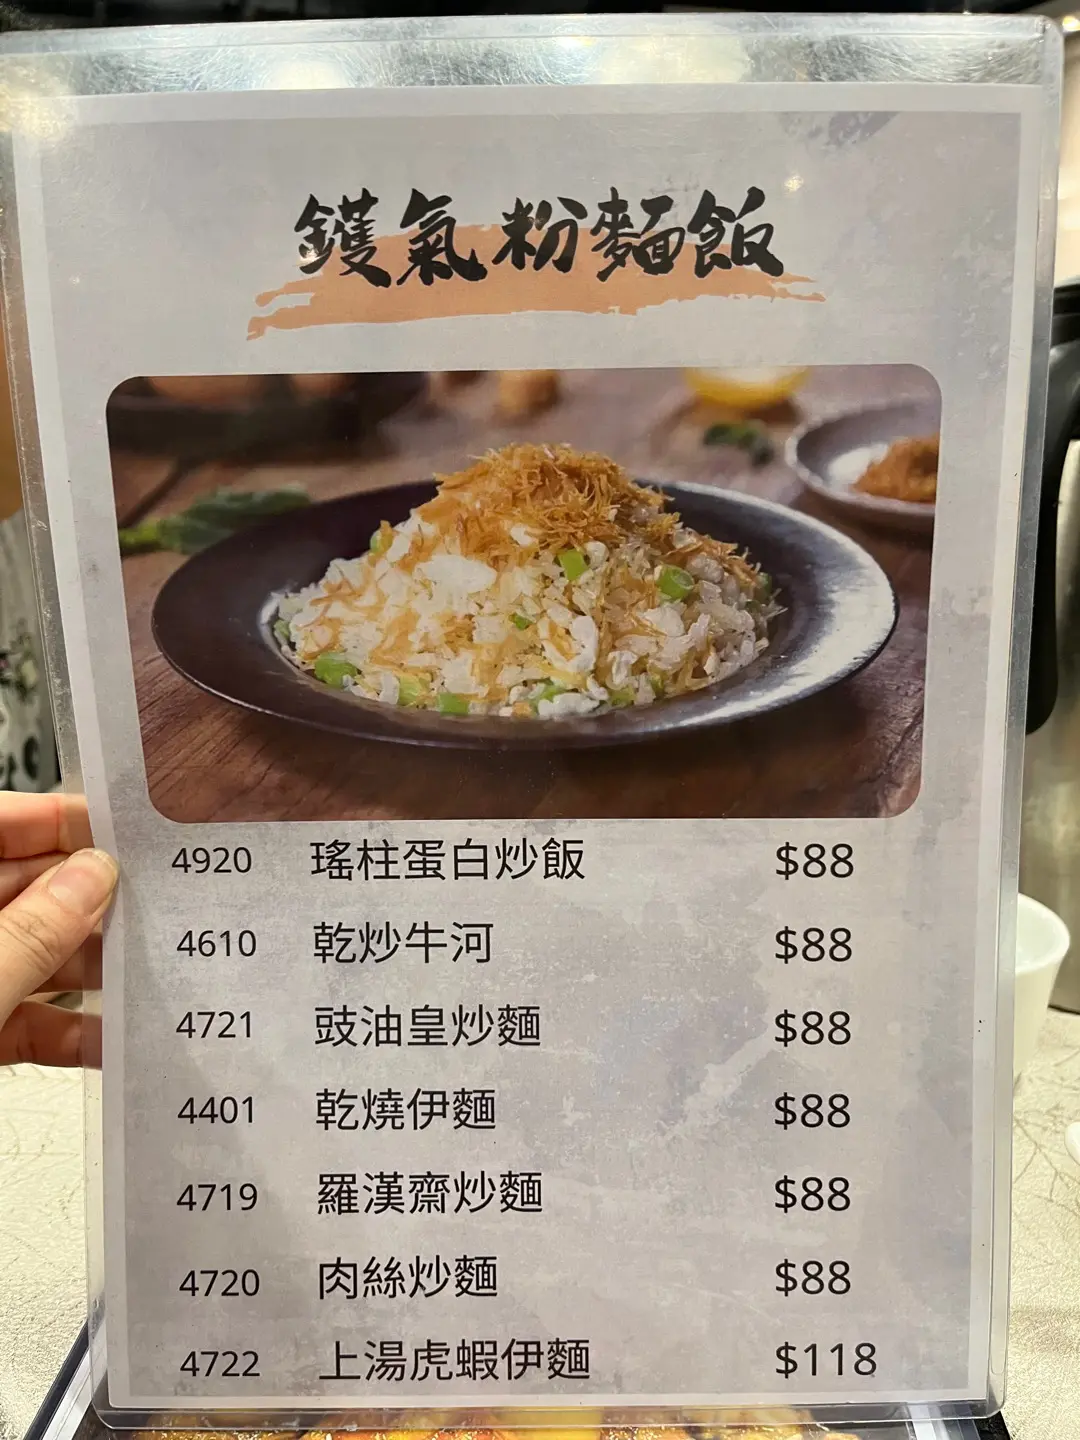 鑊氣粉麵飯
4920 瑤柱蛋白炒飯 $88
4610 乾炒牛河 $88
4721 豉油皇炒麵 $88
4401 乾燒伊麵 $88
4719 羅漢齋炒麵 $88
4720 肉絲炒麵 $88
4722 上湯虎蝦伊麵 $118